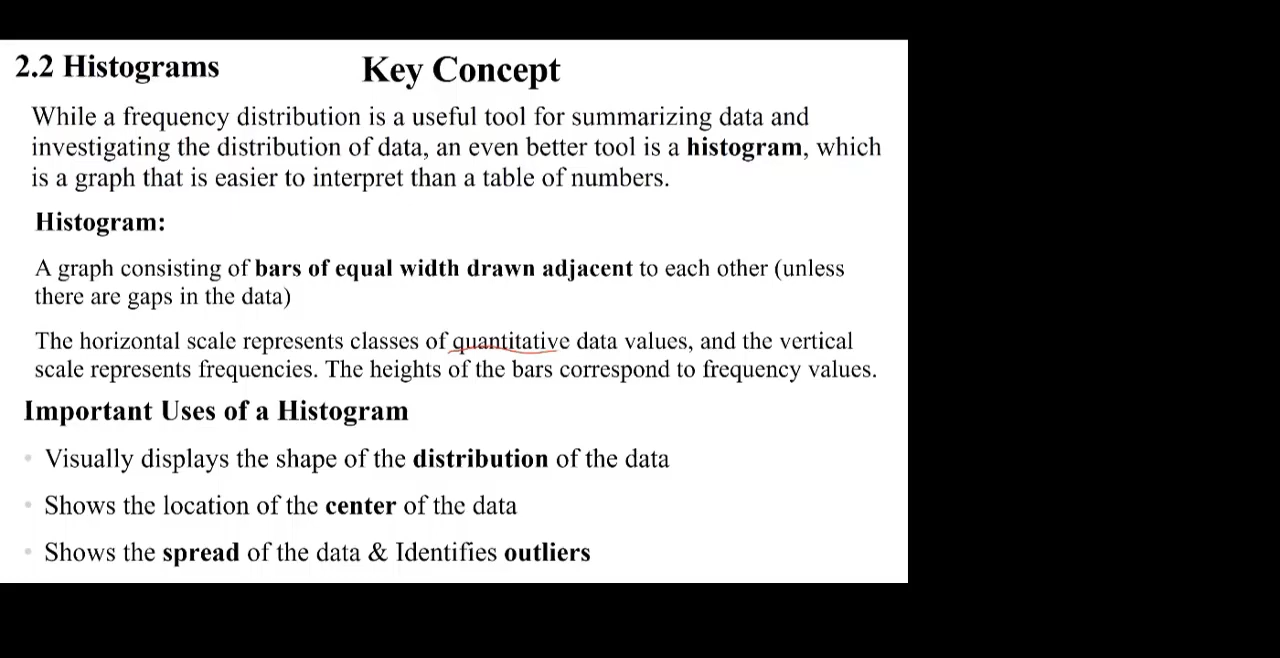 2.2 Histograms Key Concept
While a frequency distribution is a useful tool for summarizing data and
investigating the distribution of data, an even better tool is a histogram, which
is a graph that is easier to interpret than a table of numbers.
Histogram:
A graph consisting of bars of equal width drawn adjacent to each other (unless
there are gaps in the data)
The horizontal scale represents classes of quantitative data values, and the vertical
scale represents frequencies. The heights of the bars correspond to frequency values.
Important Uses of a Histogram
• Visually displays the shape of the distribution of the data
• Shows the location of the center of the data
• Shows the spread of the data & Identifies outliers